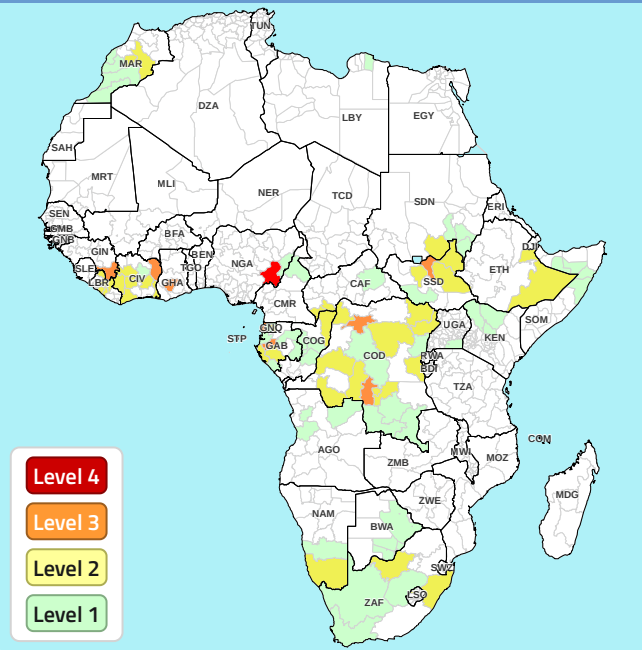 TUN
MAR
DZA
LBY
EGY
SAH
MRT
MLI
NER
TCD
SDN
ERI
SEN
GMB
GNB
GIN
BFA
DJI
SLE
LBR
CIV
GHA
TGO
BEN
NGA
CAF
SSD
ETH
CMR
SOM
STP
GNQ
GAB
COG
COD
UGA
KEN
RWA
BDI
TZA
COM
AGO
ZMB
MWI
MOZ
MDG
NAM
BWA
ZWE
SWZ
LSO
ZAF
Level 4
Level 3
Level 2
Level 1